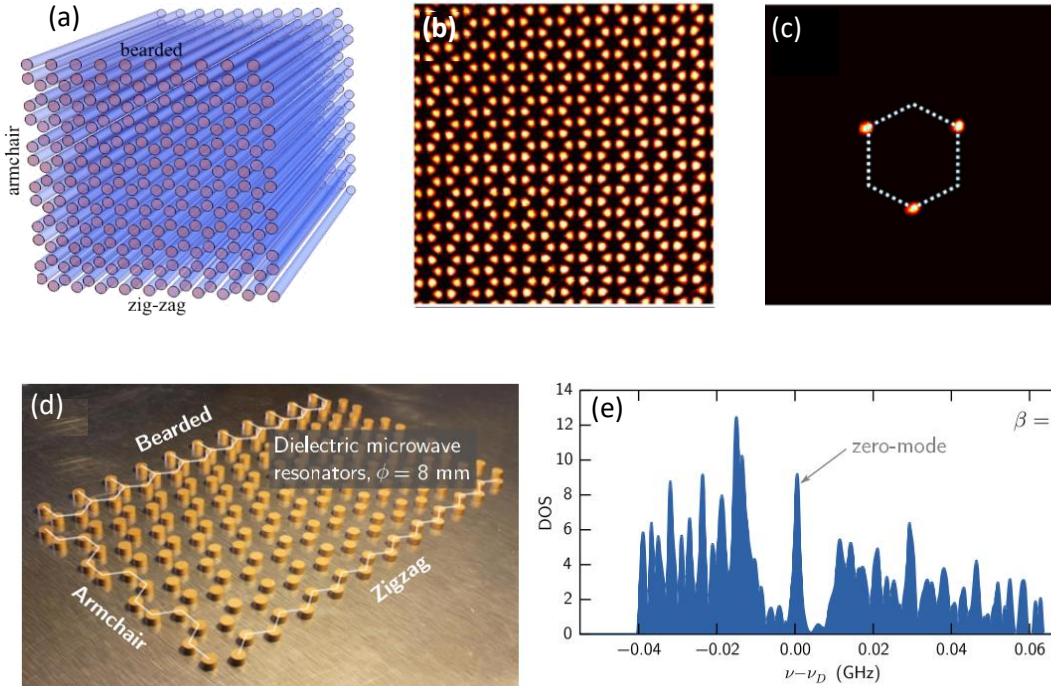 (a)
bearded
armchair
zig-zag
(b)
(c)
(d)
Bearded
Dielectric microwave
resonators, ϕ = 8 mm
Armchair
Zigzag
(e)
14
12
10
8
6
4
2
0
DOS
β =
zero-mode
−0.04
−0.02
0.00
0.02
0.04
0.06
ν−ν_D (GHz)